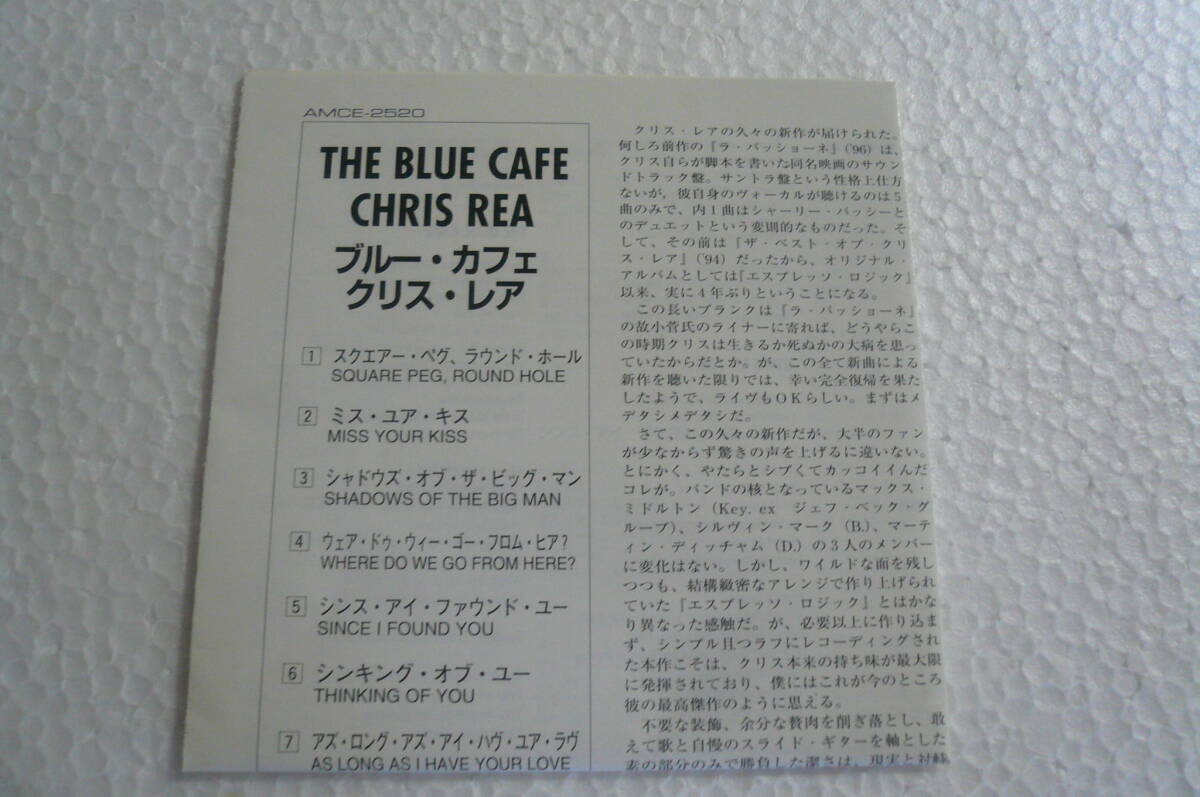 AMCE-2520
THE BLUE CAFE
CHRIS REA
ブルー・カフェ
クリス・レア
1 スクエアー・ペグ、ラウンド・ホール
SQUARE PEG, ROUND HOLE
2 ミス・ユア・キス
MISS YOUR KISS
3 シャドウズ・オブ・ザ・ビッグ・マン
SHADOWS OF THE BIG MAN
4 ウェア・ドゥ・ウィー・ゴー・フロム・ヒア?
WHERE DO WE GO FROM HERE?
5 シンス・アイ・ファウンド・ユー
SINCE I FOUND YOU
6 シンキング・オブ・ユー
THINKING OF YOU
7 アズ・ロング・アズ・アイ・ハヴ・ユア・ラヴ
AS LONG AS I HAVE YOUR LOVE
クリス・レアの久々の新作が届けられた。
何しろ前作の『ラ・パッショーネ』('96) は、
クリス自らが脚本を書いた同名映画のサウン
ドトラック盤。サントラ盤という性格上仕方
ないが，彼自身のヴォーカルが聴けるのは5
曲のみで、内1曲はシャーリー・バッシーと
のデュエットという変則的なものだった。そ
して、その前は『ザ・ベスト・オブ・クリ
ス・レア』('94) だったから、オリジナル・
アルバムとしては『エスプレッソ・ロジック』
以来、実に4年ぶりということになる。
この長いブランクは『ラ・パッショーネ』
の故小菅氏のライナーに寄れば、どうやらこ
の時期クリスは生きるか死ぬかの大病を患っ
ていたからだとか。が、この全て新曲による
新作を聴いた限りでは、幸い完全復帰を果た
したようで、ライヴもOKらしい。まずはメ
デタシメデタシだ。
さて、この久々の新作だが、大半のファン
が少なからず驚きの声を上げるに違いない。
とにかく、やたらとシブくてカッコイイんだ
コレが。バンドの核となっているマックス・
ミドルトン (Key. ex ジェフ・ベック・グ
ループ)、シルヴィン・マーク (B.)、マーテ
ィン・ディッチャム (D.) の3人のメンバー
に変化はない。しかし、ワイルドな面を残し
つつも、結構緻密なアレンジで作り上げられ
ていた『エスプレッソ・ロジック』とはかな
り異なった感触だ。が、必要以上に作り込ま
ず、シンプル且つラフにレコーディングされ
た本作こそは、クリス本来の持ち味が最大限
に発揮されており、僕にはこれが今のところ
彼の最高傑作のように思える。
不要な装飾、余分な贅肉を削ぎ落とし、敢
えて歌と自慢のスライド・ギターを軸とした
素の部分のみで勝負した潔さは、現実と対峙